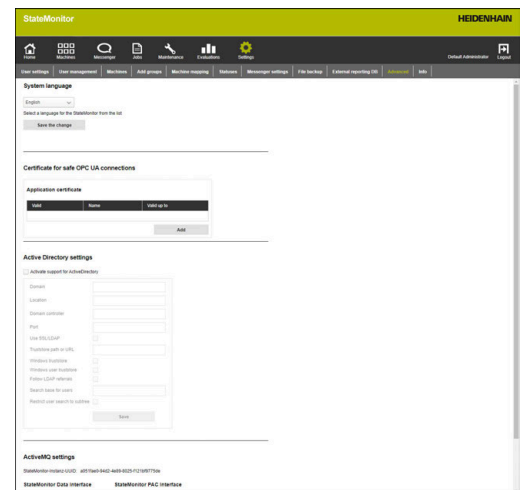 StateMonitor
HEIDENHAIN
Home Machines Messenger Jobs Maintenance Evaluations Settings Default Administrator Logout
User settings User management Machines Add groups Machine mapping Statuses Messenger settings File backup External reporting DB Advanced Info
System language
English
Select a language for the StateMonitor from the list
Save the change
Certificate for safe OPC UA connections
Application certificate
Valid Name Valid up to
Add
Active Directory settings
Activate support for ActiveDirectory
Domain
Location
Domain controller
Port
Use SSL/LDAP
Truststore path or URL
Windows truststore
Windows user truststore
Follow LDAP referrals
Search base for users
Restrict user search to subtree
Save
ActiveMQ settings
StateMonitor-Instanz-UUID:
StateMonitor Data Interface StateMonitor PAC Interface